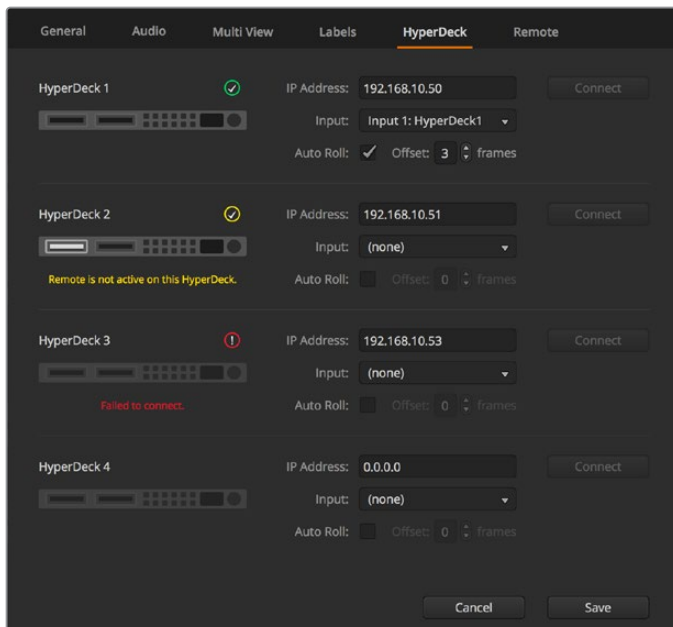 General Audio Multi View Labels HyperDeck Remote
HyperDeck 1 IP Address: 192.168.10.50 Connect
Input: Input 1: HyperDeck1
Auto Roll: Offset: 3 frames
HyperDeck 2 IP Address: 192.168.10.51 Connect
Input: (none)
Remote is not active on this HyperDeck. Auto Roll: Offset: 0 frames
HyperDeck 3 IP Address: 192.168.10.53 Connect
Input: (none)
Failed to connect. Auto Roll: Offset: 0 frames
HyperDeck 4 IP Address: 0.0.0.0 Connect
Input: (none)
Auto Roll: Offset: 0 frames
Cancel Save